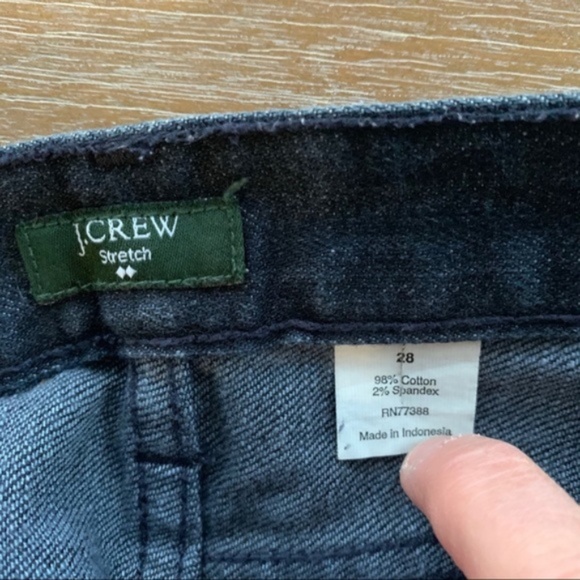 J.CREW
Stretch
28
98% Cotton
2% Spandex
RN77388
Made in Indonesia